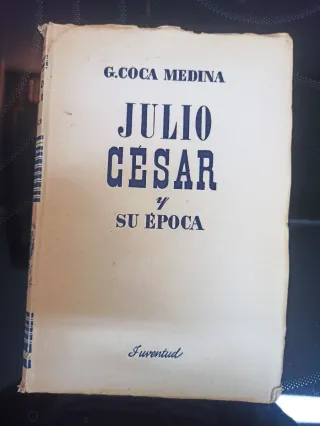 G. COCA MEDINA
JULIO
CÉSAR
y
SU ÉPOCA
Juventud